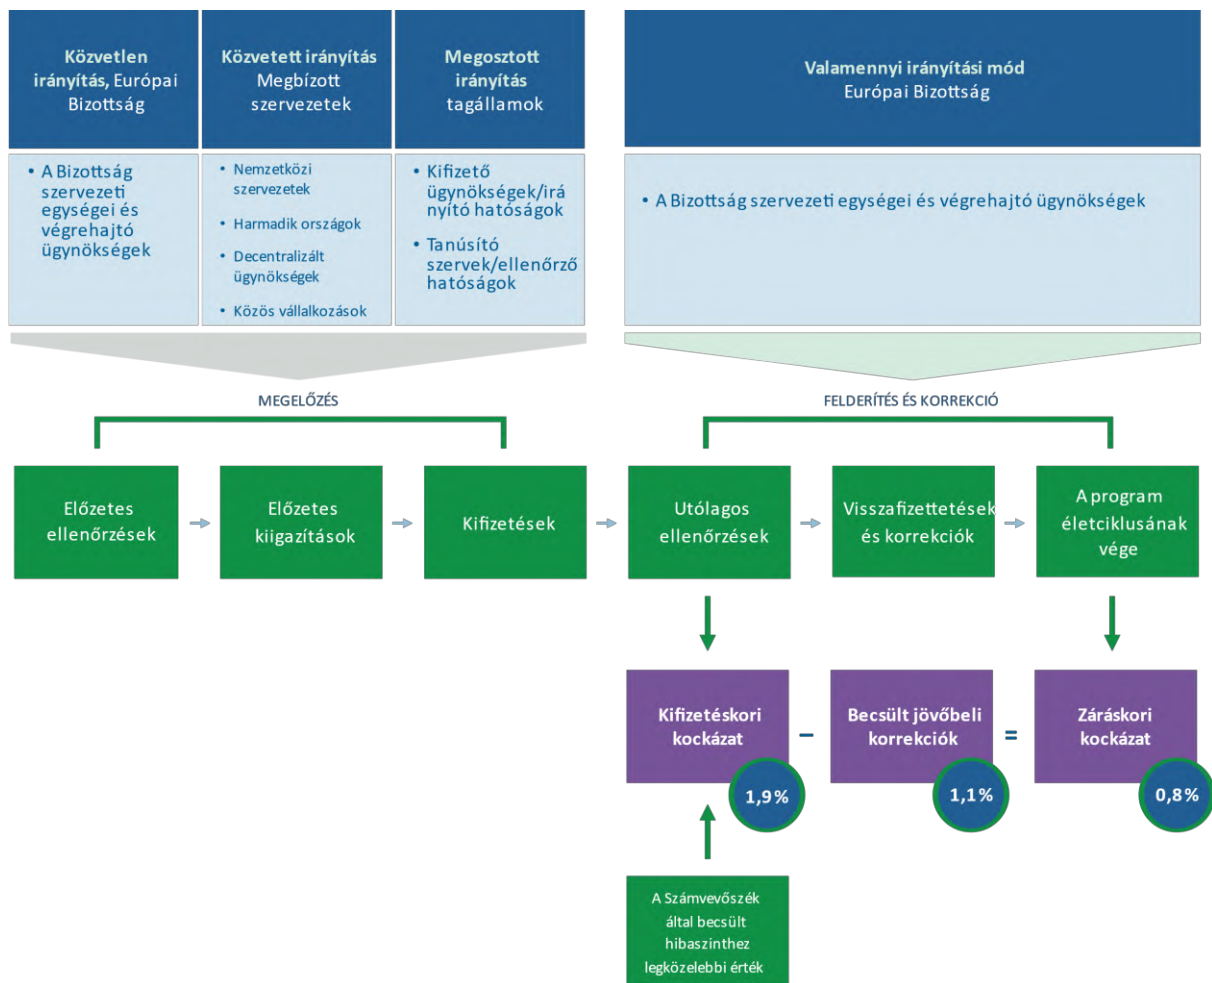 Közvetlen
irányítás, Európai
Bizottság
Közvetett irányítás
Megbízott
szervezetek
Megosztott
irányítás
tagállamok
Valamennyi irányítási mód
Európai Bizottság
• A Bizottság
szervezeti
egységei és
végrehajtó
ügynökségek
• Nemzetközi
szervezetek
• Harmadik országok
• Decentralizált
ügynökségek
• Közös vállalkozások
• Kifizető
ügynökségek/irá
nyító hatóságok
• Tanúsító
szervek/ellenőrző
hatóságok
• A Bizottság szervezeti egységei és végrehajtó ügynökségek
MEGELŐZÉS
FELDERÍTÉS ÉS KORREKCIÓ
Előzetes
ellenőrzések
Előzetes
kiigazítások
Kifizetések
Utólagos
ellenőrzések
Visszafizettetések
és korrekciók
A program
életciklusának
vége
Kifizetéskori
kockázat
1,9%
–
Becsült jövőbeli
korrekciók
1,1%
=
Záráskori
kockázat
0,8%
A Számvevőszék
által becsült
hibaszinthez
legközelebbi érték